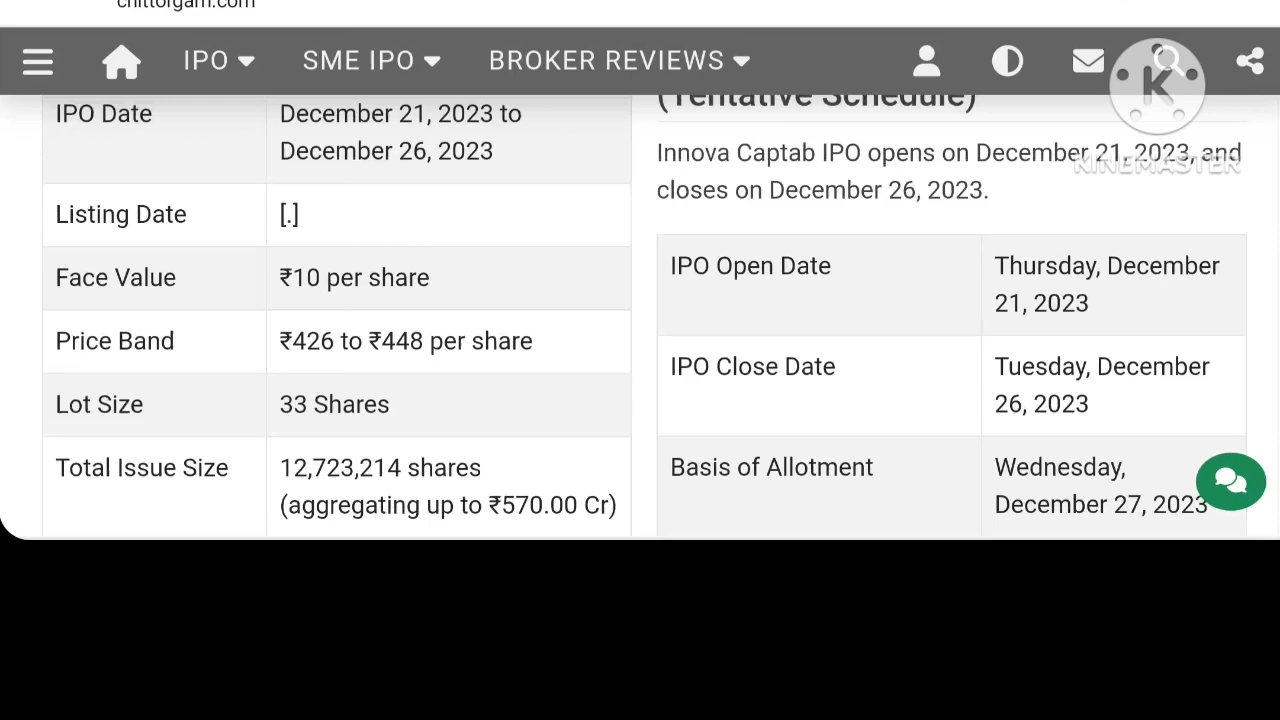 chittorgarh.com
IPO SME IPO BROKER REVIEWS
IPO Date December 21, 2023 to
December 26, 2023
Listing Date [.]
Face Value ₹10 per share
Price Band ₹426 to ₹448 per share
Lot Size 33 Shares
Total Issue Size 12,723,214 shares
(aggregating up to ₹570.00 Cr)
(Tentative Schedule)
Innova Captab IPO opens on December 21, 2023, and
closes on December 26, 2023.
IPO Open Date Thursday, December
21, 2023
IPO Close Date Tuesday, December
26, 2023
Basis of Allotment Wednesday,
December 27, 2023
K
KINEMASTER